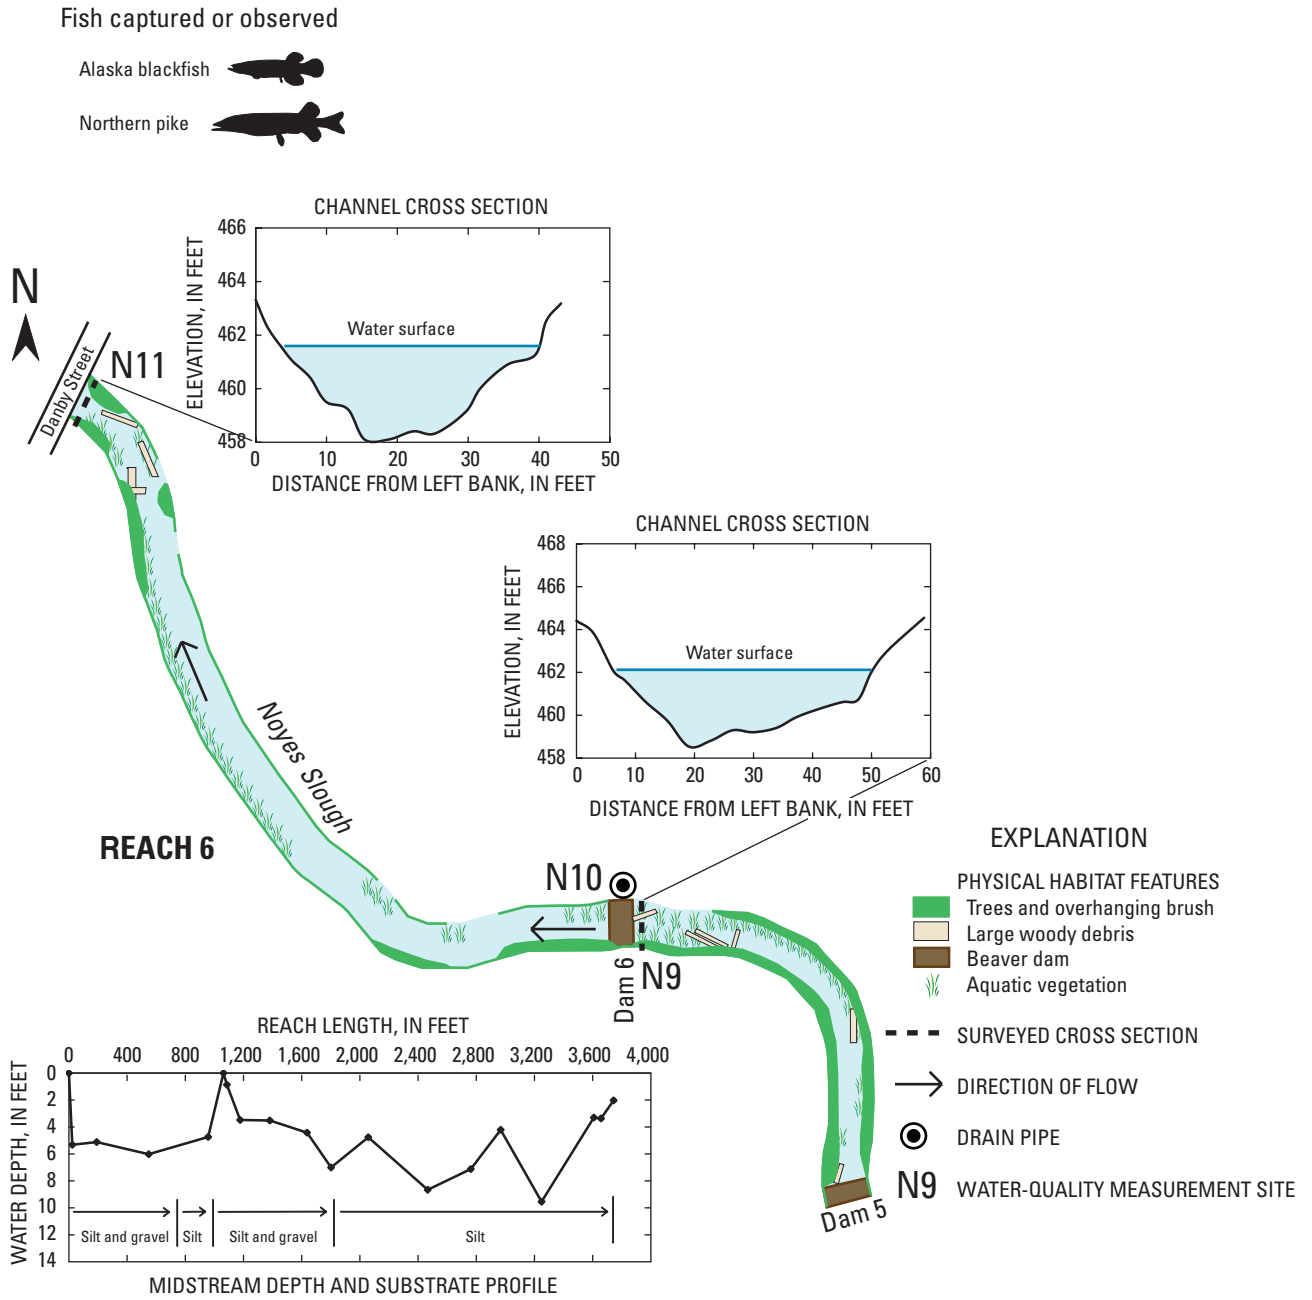 Fish captured or observed
Alaska blackfish
Northern pike
CHANNEL CROSS SECTION
ELEVATION, IN FEET
466
464
462
460
458
Water surface
0 10 20 30 40 50
DISTANCE FROM LEFT BANK, IN FEET
N
Danby Street
N11
CHANNEL CROSS SECTION
ELEVATION, IN FEET
468
466
464
462
460
458
Water surface
0 10 20 30 40 50 60
DISTANCE FROM LEFT BANK, IN FEET
Noyes Slough
REACH 6
N10
Dam 6
N9
Dam 5
EXPLANATION
PHYSICAL HABITAT FEATURES
Trees and overhanging brush
Large woody debris
Beaver dam
Aquatic vegetation
SURVEYED CROSS SECTION
DIRECTION OF FLOW
DRAIN PIPE
N9 WATER-QUALITY MEASUREMENT SITE
REACH LENGTH, IN FEET
0 400 800 1,200 1,600 2,000 2,400 2,800 3,200 3,600 4,000
WATER DEPTH, IN FEET
0
2
4
6
8
10
12
14
Silt and gravel Silt Silt and gravel Silt
MIDSTREAM DEPTH AND SUBSTRATE PROFILE